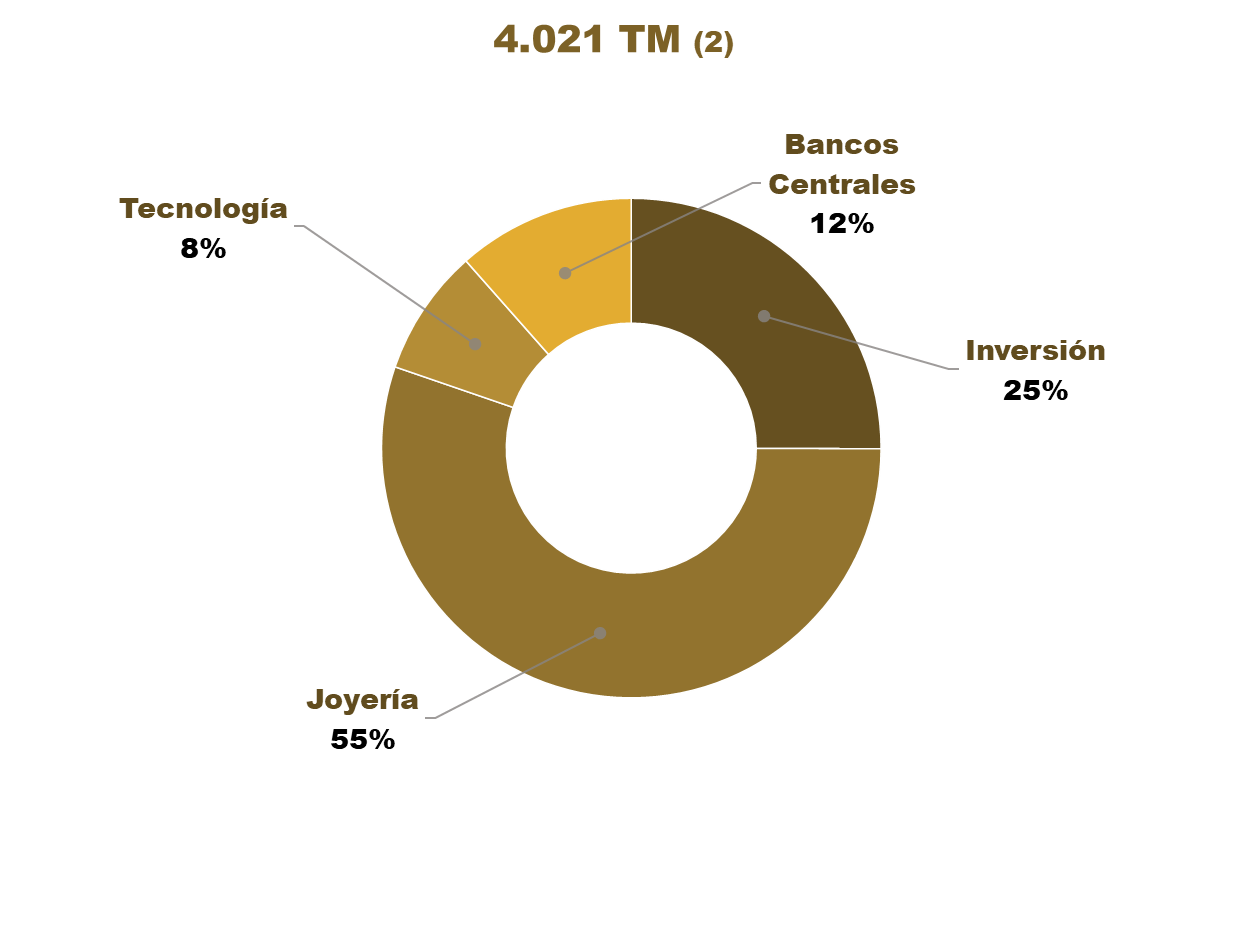 4.021 TM (2)
Bancos
Centrales
12%
Tecnología
8%
Inversión
25%
Joyería
55%